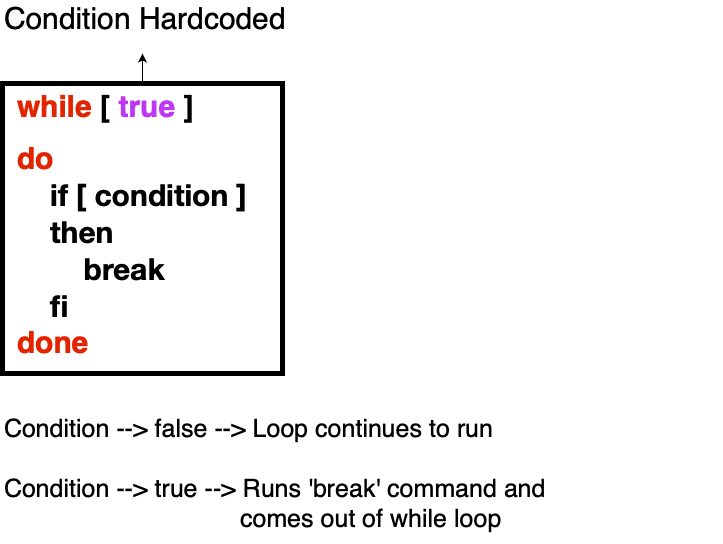 Condition Hardcoded
while [ true ]
do
if [ condition ]
then
break
fi
done
Condition --> false --> Loop continues to run
Condition --> true --> Runs 'break' command and
comes out of while loop